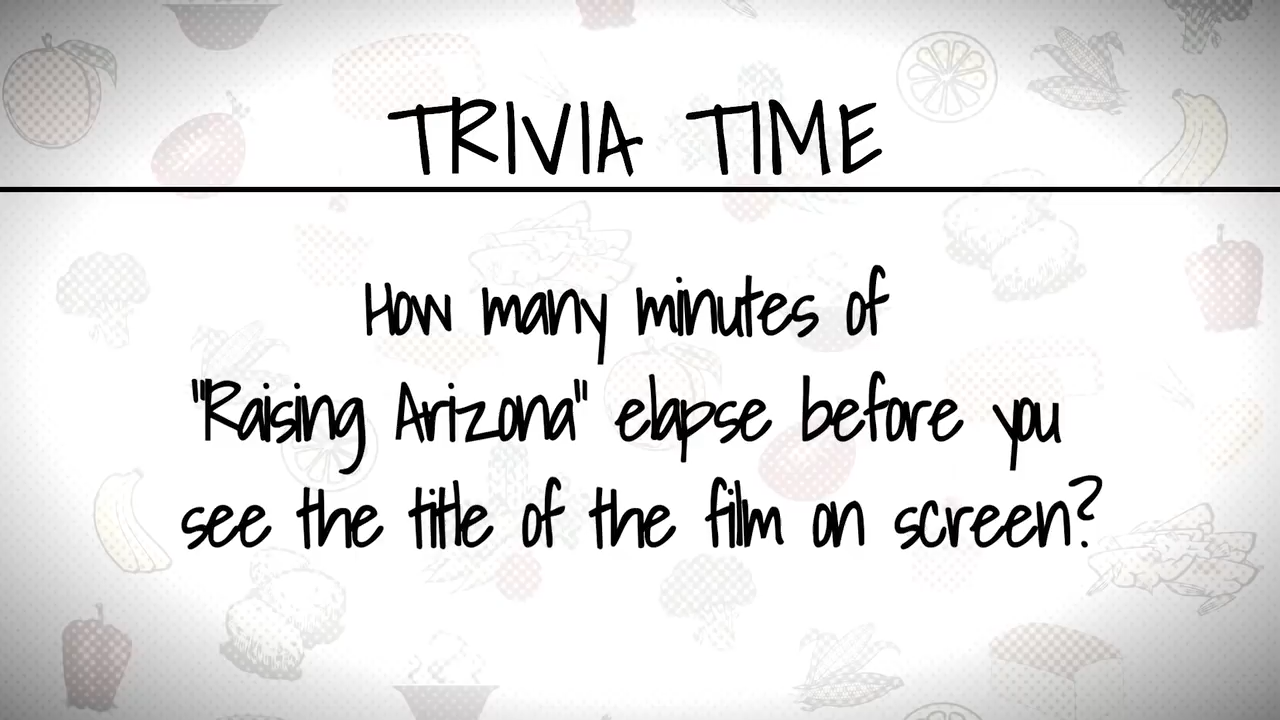 TRIVIA TIME
How many minutes of
"Raising Arizona" elapse before you
see the title of the film on screen?